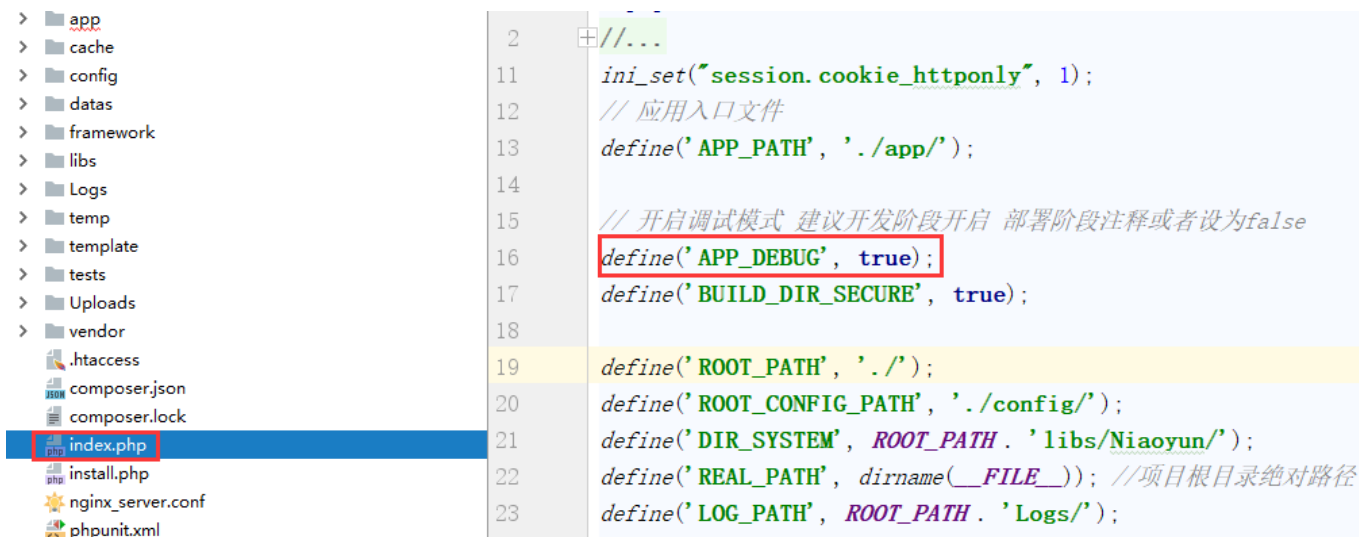 app
cache
config
datas
framework
libs
Logs
temp
template
tests
Uploads
vendor
.htaccess
composer.json
composer.lock
index.php
install.php
nginx_server.conf
phpunit.xml
2 //...
11 ini_set("session.cookie_httponly", 1);
12 // 应用入口文件
13 define('APP_PATH', './app/');
14
15 // 开启调试模式 建议开发阶段开启 部署阶段注释或者设为false
16 define('APP_DEBUG', true);
17 define('BUILD_DIR_SECURE', true);
18
19 define('ROOT_PATH', './');
20 define('ROOT_CONFIG_PATH', './config/');
21 define('DIR_SYSTEM', ROOT_PATH . 'libs/Niaoyun/');
22 define('REAL_PATH', dirname(__FILE__)); //项目根目录绝对路径
23 define('LOG_PATH', ROOT_PATH . 'Logs/');